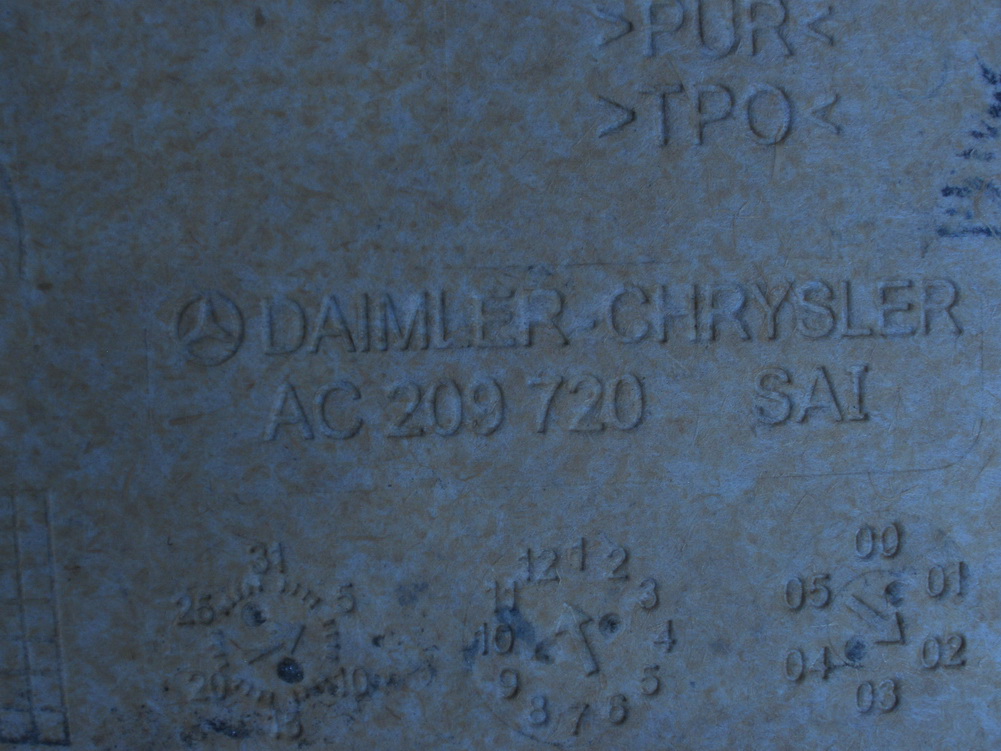 >PUR<
>TPO<
DAIMLER-CHRYSLER
AC 209 720 SAI
31 5 10 15 20 25
12 1 2 3 4 5 6 7 8 9 10 11
00 01 02 03 04 05